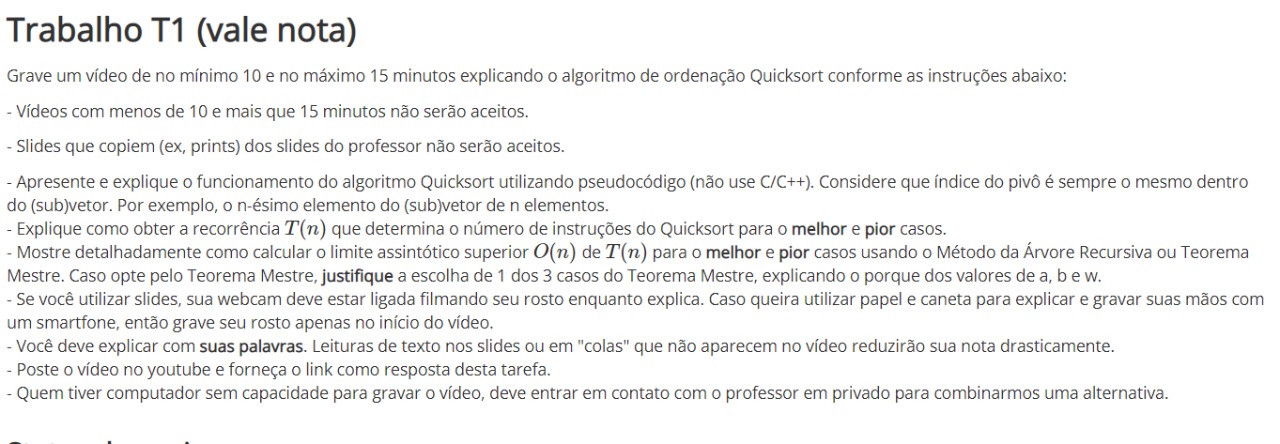 Trabalho T1 (vale nota)
Grave um vídeo de no mínimo 10 e no máximo 15 minutos explicando o algoritmo de ordenação Quicksort conforme as instruções abaixo:
- Vídeos com menos de 10 e mais que 15 minutos não serão aceitos.
- Slides que copiem (ex, prints) dos slides do professor não serão aceitos.
- Apresente e explique o funcionamento do algoritmo Quicksort utilizando pseudocódigo (não use C/C++). Considere que índice do pivô é sempre o mesmo dentro
do (sub)vetor. Por exemplo, o n-ésimo elemento do (sub)vetor de n elementos.
- Explique como obter a recorrência T(n) que determina o número de instruções do Quicksort para o melhor e pior casos.
- Mostre detalhadamente como calcular o limite assintótico superior O(n) de T(n) para o melhor e pior casos usando o Método da Árvore Recursiva ou Teorema
Mestre. Caso opte pelo Teorema Mestre, justifique a escolha de 1 dos 3 casos do Teorema Mestre, explicando o porque dos valores de a, b e w.
- Se você utilizar slides, sua webcam deve estar ligada filmando seu rosto enquanto explica. Caso queira utilizar papel e caneta para explicar e gravar suas mãos com
um smartfone, então grave seu rosto apenas no início do vídeo.
- Você deve explicar com suas palavras. Leituras de texto nos slides ou em "colas" que não aparecem no vídeo reduzirão sua nota drasticamente.
- Poste o vídeo no youtube e forneça o link como resposta desta tarefa.
- Quem tiver computador sem capacidade para gravar o vídeo, deve entrar em contato com o professor em privado para combinarmos uma alternativa.